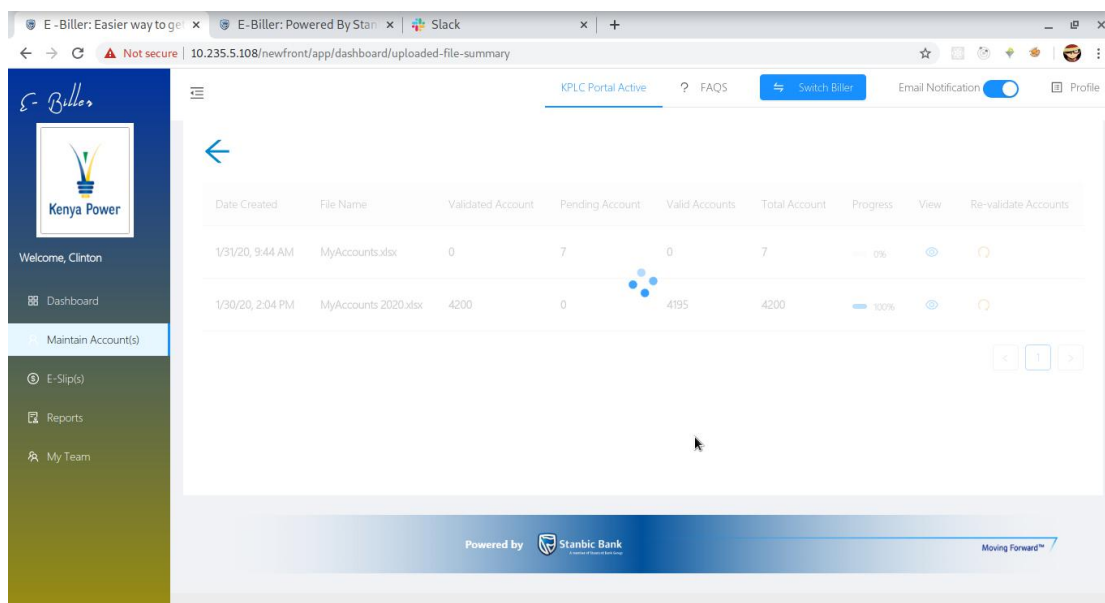 E -Biller: Easier way to ge
E-Biller: Powered By Stan
Slack
Not secure | 10.235.5.108/newfront/app/dashboard/uploaded-file-summary
E- Biller
KPLC Portal Active
? FAQS
Switch Biller
Email Notification
Profile
Kenya Power
Welcome, Clinton
Dashboard
Maintain Account(s)
E-Slip(s)
Reports
My Team
Date Created File Name Validated Account Pending Account Valid Accounts Total Account Progress View Re-validate Accounts
1/31/20, 9:44 AM MyAccounts.xlsx 0 7 0 7 0%
1/30/20, 2:04 PM MyAccounts 2020.xlsx 4200 0 4195 4200 100%
< 1 >
Powered by Stanbic Bank
Moving Forward™